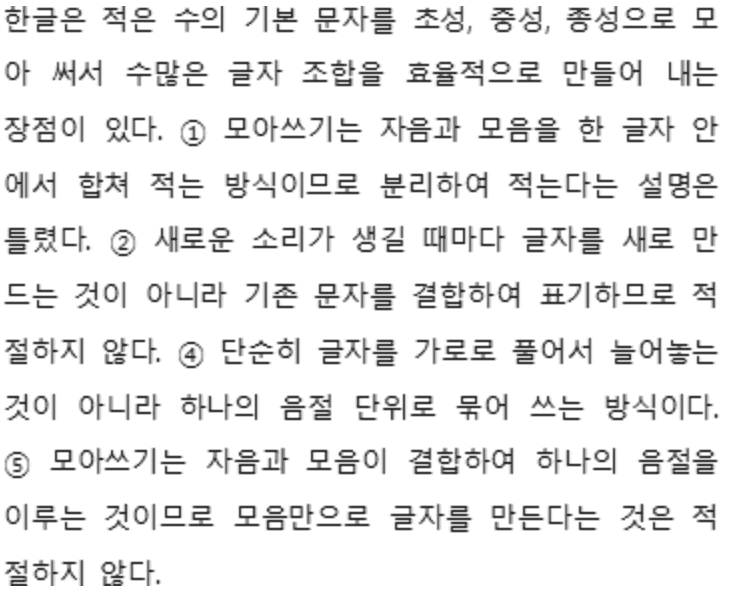 한글은 적은 수의 기본 문자를 초성, 중성, 종성으로 모
아 써서 수많은 글자 조합을 효율적으로 만들어 내는
장점이 있다. ① 모아쓰기는 자음과 모음을 한 글자 안
에서 합쳐 적는 방식이므로 분리하여 적는다는 설명은
틀렸다. ② 새로운 소리가 생길 때마다 글자를 새로 만
드는 것이 아니라 기존 문자를 결합하여 표기하므로 적
절하지 않다. ④ 단순히 글자를 가로로 풀어서 늘어놓는
것이 아니라 하나의 음절 단위로 묶어 쓰는 방식이다.
⑤ 모아쓰기는 자음과 모음이 결합하여 하나의 음절을
이루는 것이므로 모음만으로 글자를 만든다는 것은 적
절하지 않다.